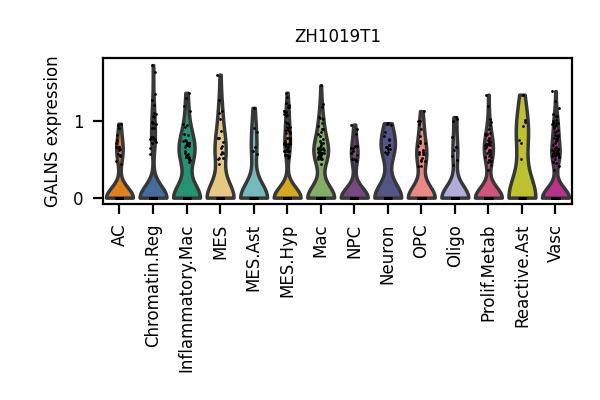 ZH1019T1
GALNS expression
1
0
AC
Chromatin.Reg
Inflammatory.Mac
MES
MES.Ast
MES.Hyp
Mac
NPC
Neuron
OPC
Oligo
Prolif.Metab
Reactive.Ast
Vasc